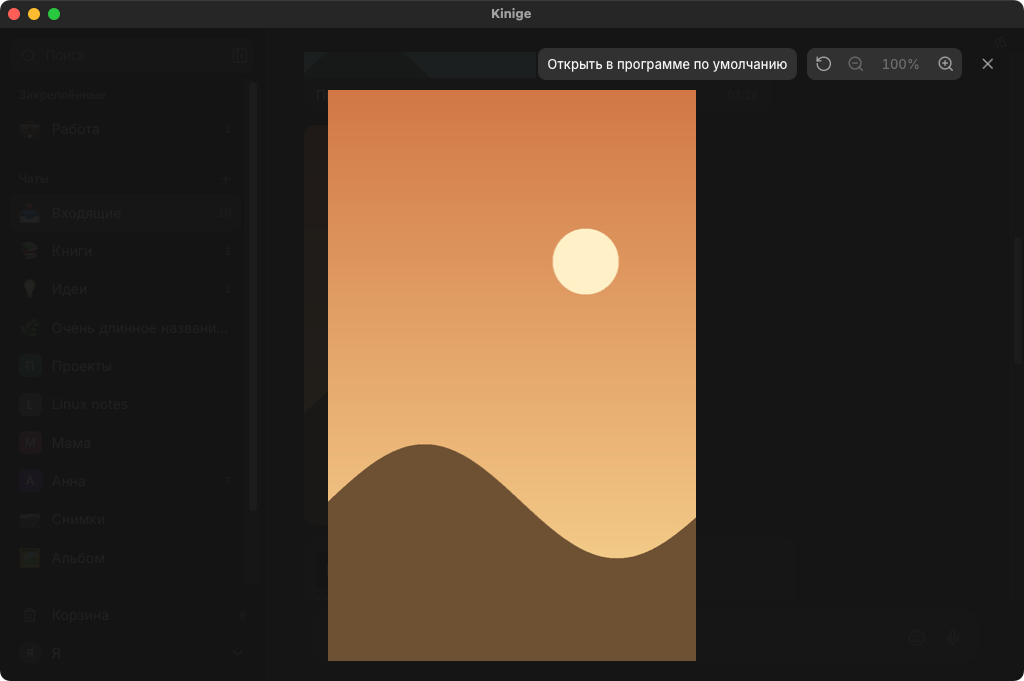 Kinige
Поиск
Открыть в программе по умолчанию
100%
Закреплённые
Работа
Чаты
Входящие
Книги
Идеи
Очень длинное названи...
П Проекты
L Linux notes
М Мама
А Анна
Снимки
Альбом
Корзина
Я Я